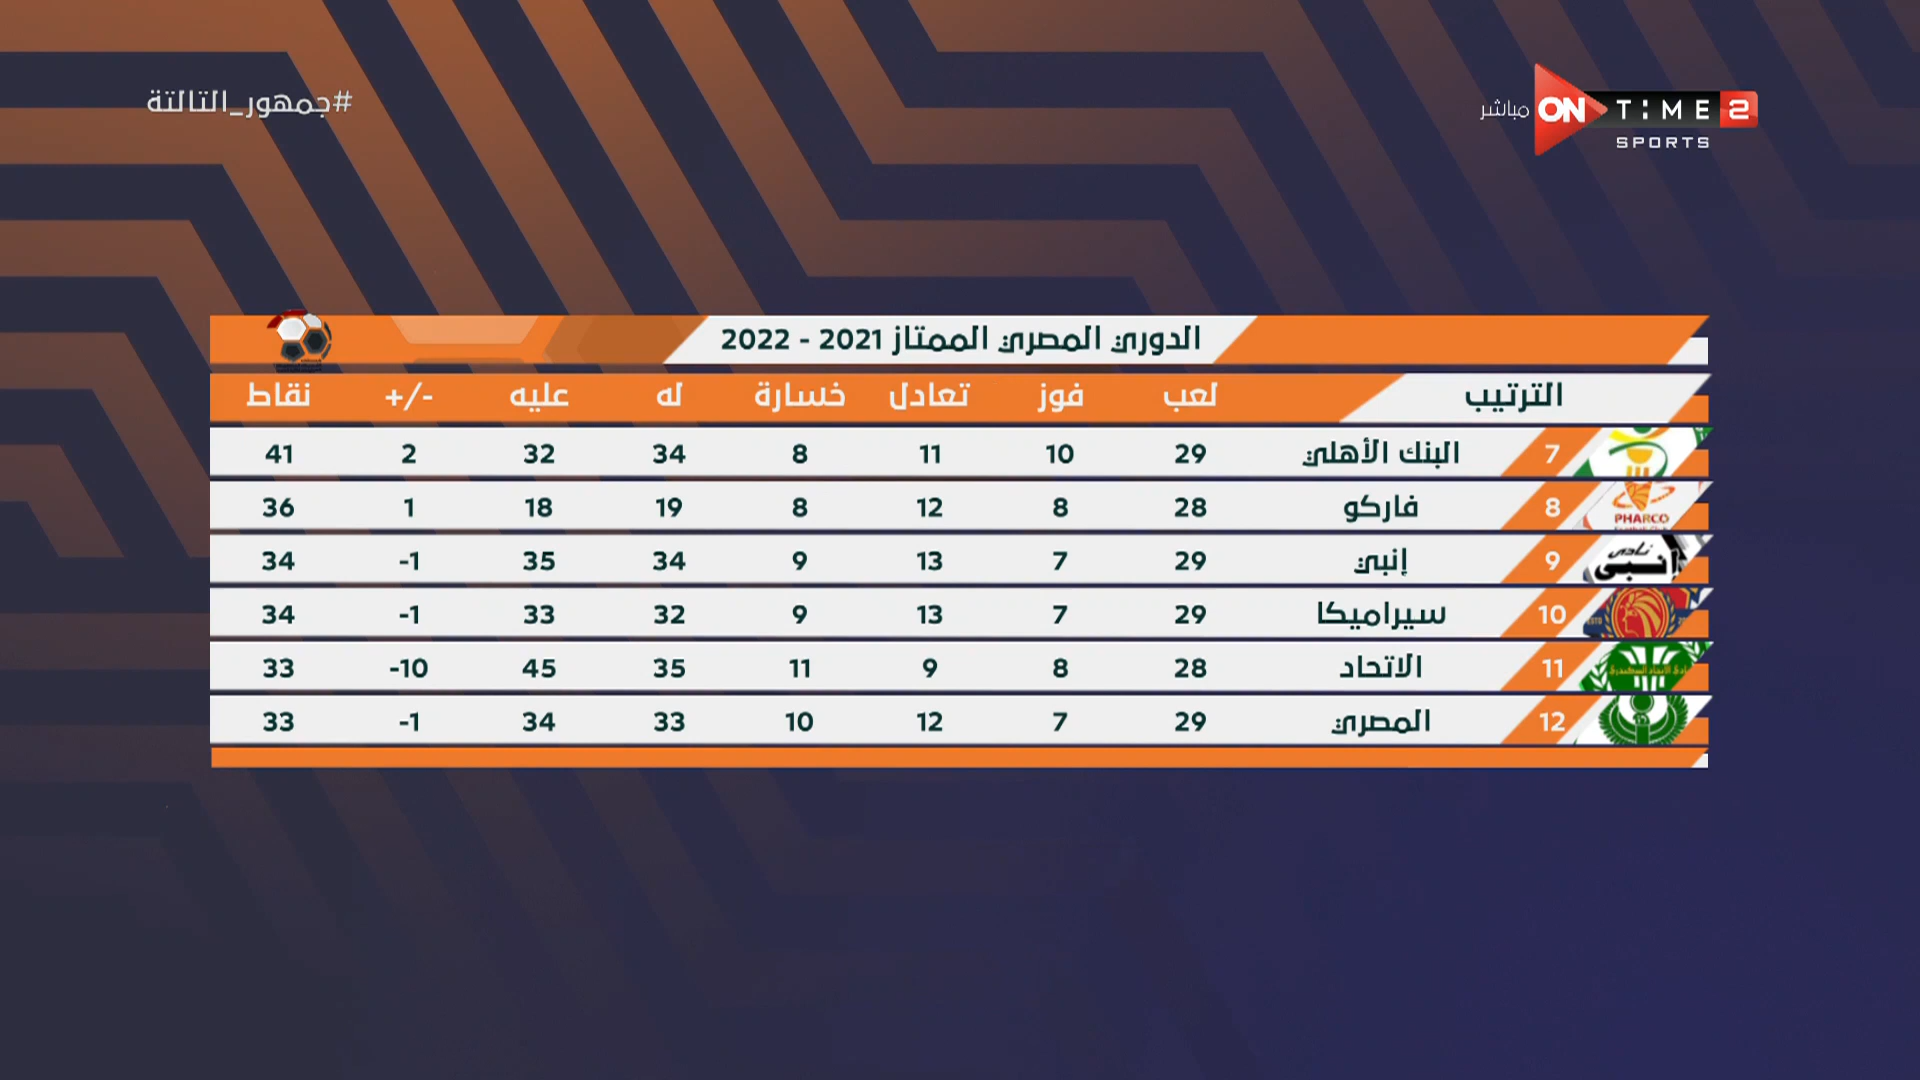 #جمهور_التالتة
مباشر ON TIME 2
SPORTS
الدوري المصري الممتاز 2021 - 2022
الترتيب لعب فوز تعادل خسارة له عليه +/- نقاط
7 البنك الأهلي 29 10 11 8 34 32 2 41
PHARCO 8 فاركو 28 8 12 8 19 18 1 36
نادي إنبي 9 إنبي 29 7 13 9 34 35 -1 34
10 سيراميكا 29 7 13 9 32 33 -1 34
11 الاتحاد 28 8 9 11 35 45 -10 33
12 المصري 29 7 12 10 33 34 -1 33